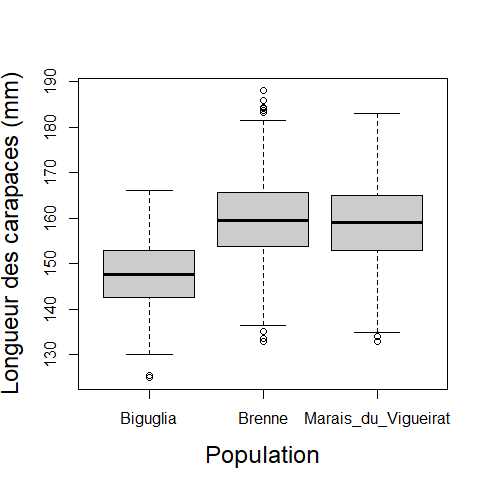 Longueur des carapaces (mm)
190
180
170
160
150
140
130
Biguglia Brenne Marais_du_Vigueirat
Population